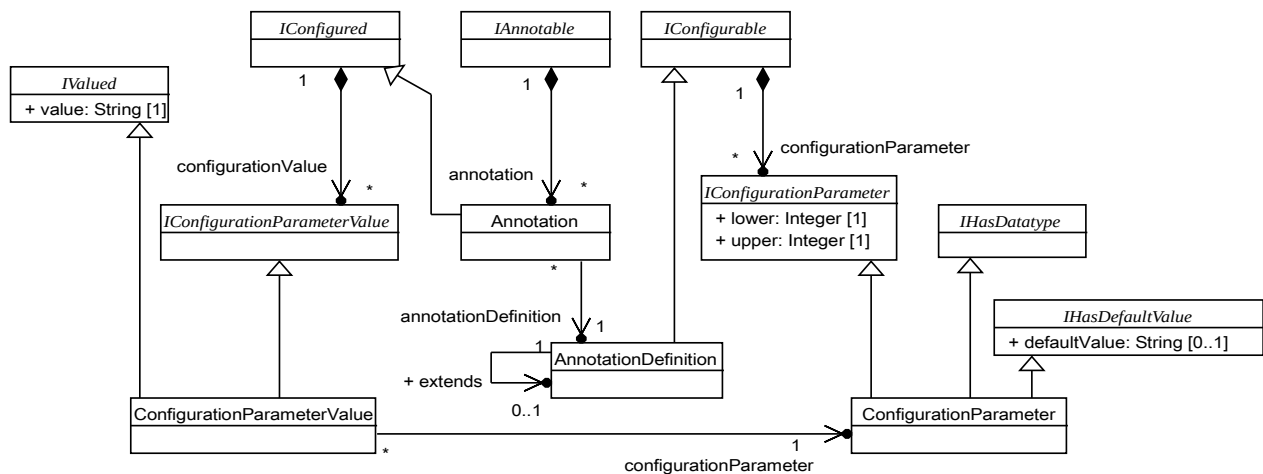 IConfigured
IAnnotable
IConfigurable
IValued
+ value: String [1]
1
1
1
configurationValue
*
annotation
*
*
configurationParameter
IConfigurationParameterValue
Annotation
IConfigurationParameter
+ lower: Integer [1]
+ upper: Integer [1]
IHasDatatype
*
annotationDefinition
1
IHasDefaultValue
+ defaultValue: String [0..1]
1
AnnotationDefinition
+ extends
0..1
ConfigurationParameterValue
ConfigurationParameter
*
1
configurationParameter